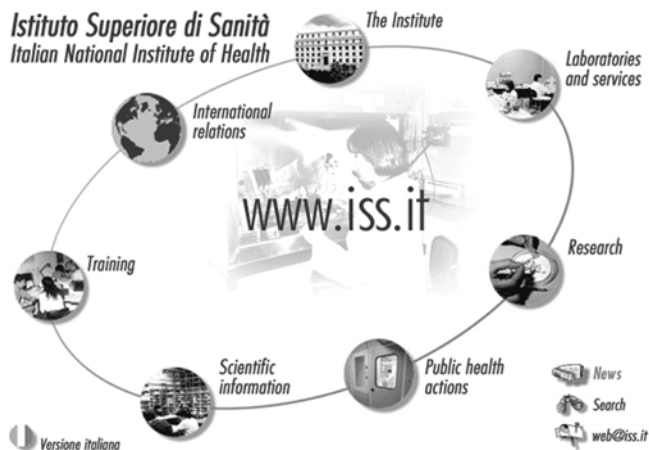 Istituto Superiore di Sanità
Italian National Institute of Health
The Institute
Laboratories
and services
International
relations
www.iss.it
Training
Research
Scientific
information
Public health
actions
News
Search
web@iss.it
Versione italiana